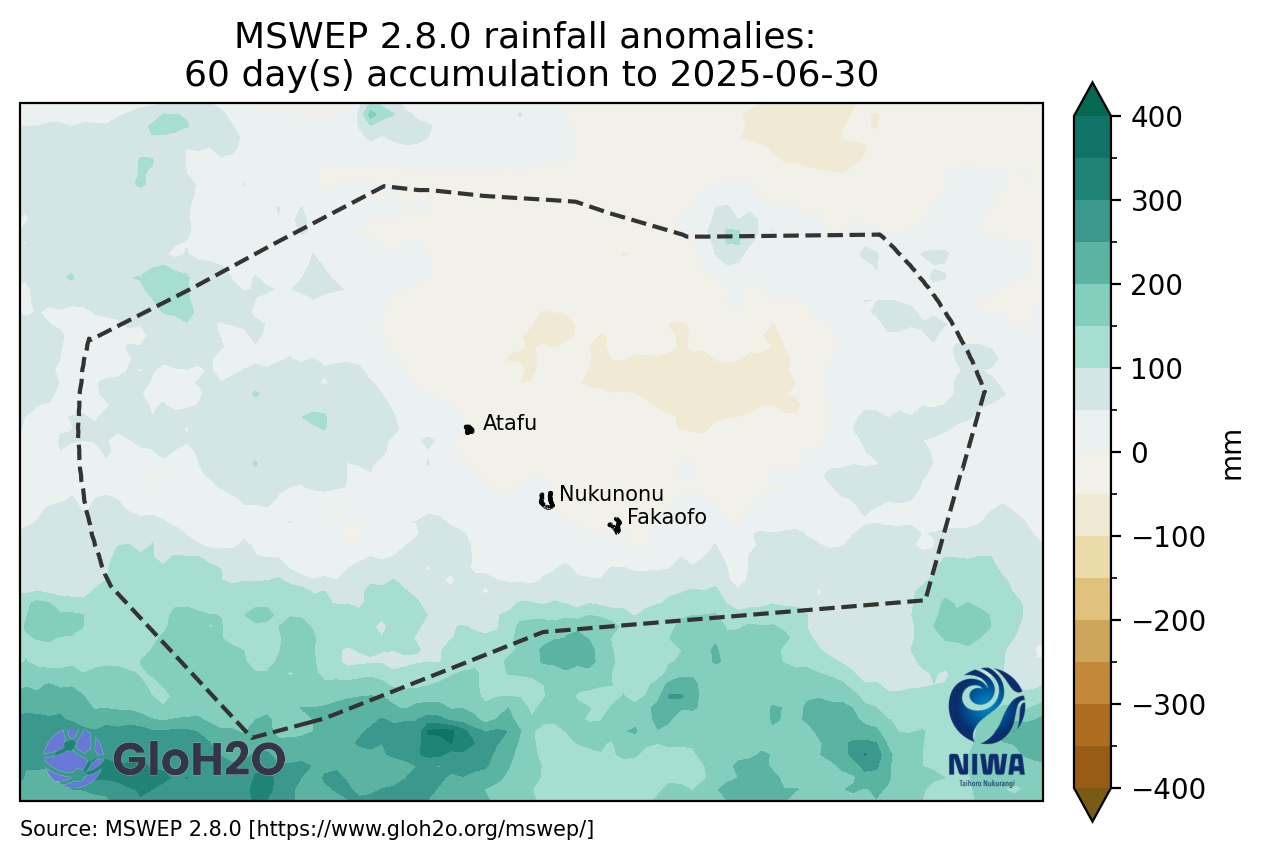 MSWEP 2.8.0 rainfall anomalies:
60 day(s) accumulation to 2025-06-30
400
300
200
100
0
−100
−200
−300
−400
mm
Atafu
Nukunonu
Fakaofo
GloH2O
NIWA
Taihoro Nukurangi
Source: MSWEP 2.8.0 [https://www.gloh2o.org/mswep/]